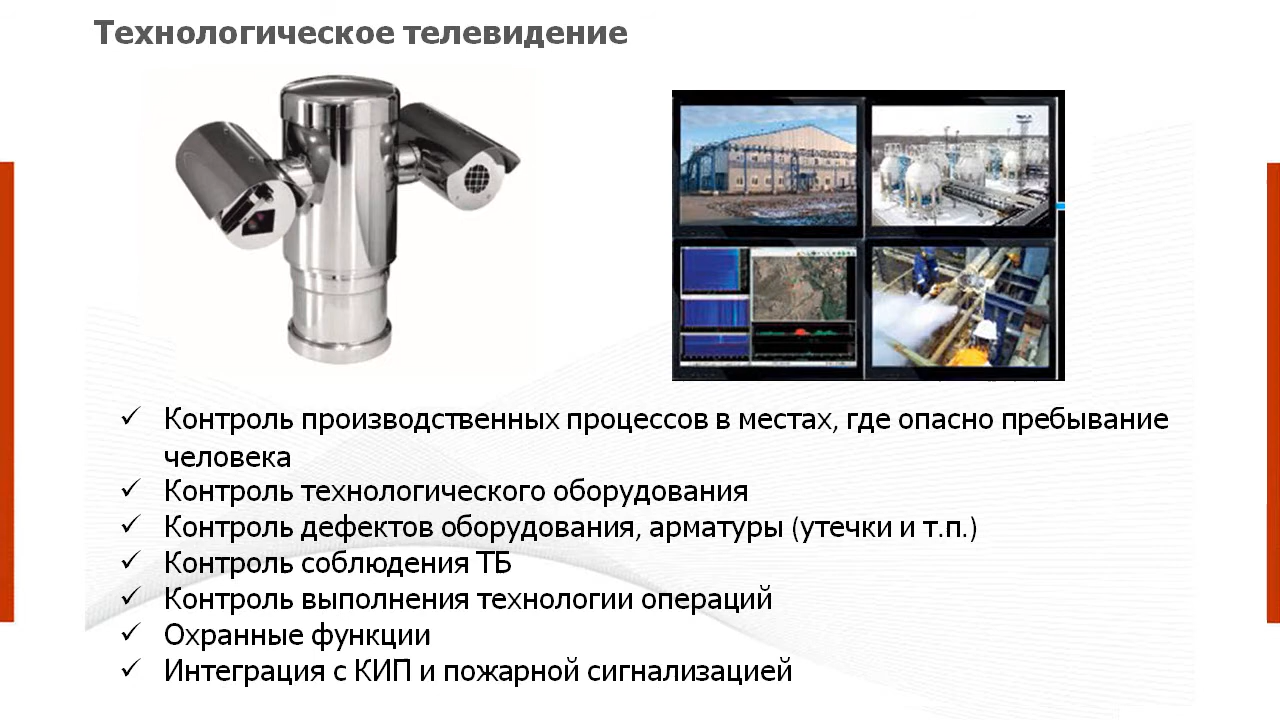 Технологическое телевидение
✓ Контроль производственных процессов в местах, где опасно пребывание
человека
✓ Контроль технологического оборудования
✓ Контроль дефектов оборудования, арматуры (утечки и т.п.)
✓ Контроль соблюдения ТБ
✓ Контроль выполнения технологии операций
✓ Охранные функции
✓ Интеграция с КИП и пожарной сигнализацией